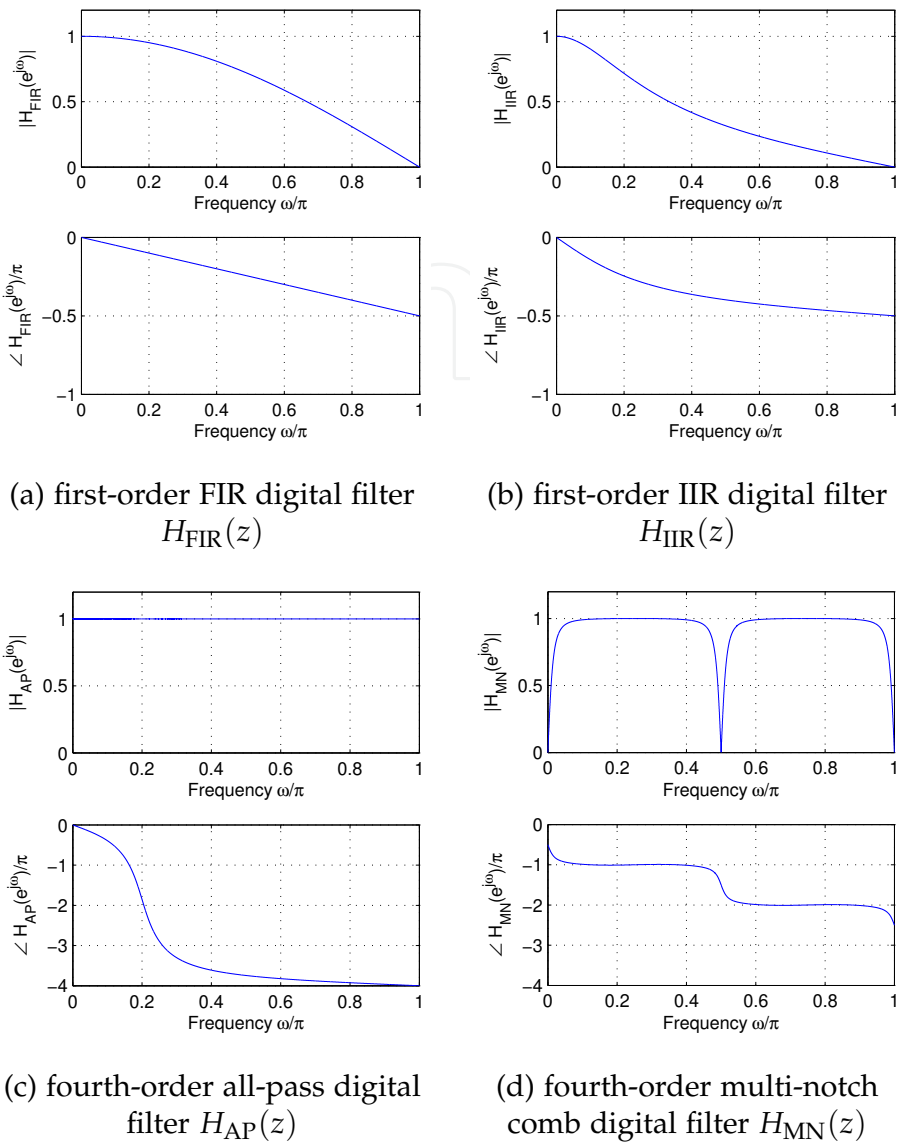 |H_FIR(e^jω)|
1
0.5
0
0 0.2 0.4 0.6 0.8 1
Frequency ω/π
∠ H_FIR(e^jω)/π
0
−0.5
−1
0 0.2 0.4 0.6 0.8 1
Frequency ω/π
|H_IIR(e^jω)|
1
0.5
0
0 0.2 0.4 0.6 0.8 1
Frequency ω/π
∠ H_IIR(e^jω)/π
0
−0.5
−1
0 0.2 0.4 0.6 0.8 1
Frequency ω/π
(a) first-order FIR digital filter
H_FIR(z)
(b) first-order IIR digital filter
H_IIR(z)
|H_AP(e^jω)|
1
0.5
0
0 0.2 0.4 0.6 0.8 1
Frequency ω/π
∠ H_AP(e^jω)/π
0
−1
−2
−3
−4
0 0.2 0.4 0.6 0.8 1
Frequency ω/π
|H_MN(e^jω)|
1
0.5
0
0 0.2 0.4 0.6 0.8 1
Frequency ω/π
∠ H_MN(e^jω)/π
0
−1
−2
−3
−4
0 0.2 0.4 0.6 0.8 1
Frequency ω/π
(c) fourth-order all-pass digital
filter H_AP(z)
(d) fourth-order multi-notch
comb digital filter H_MN(z)